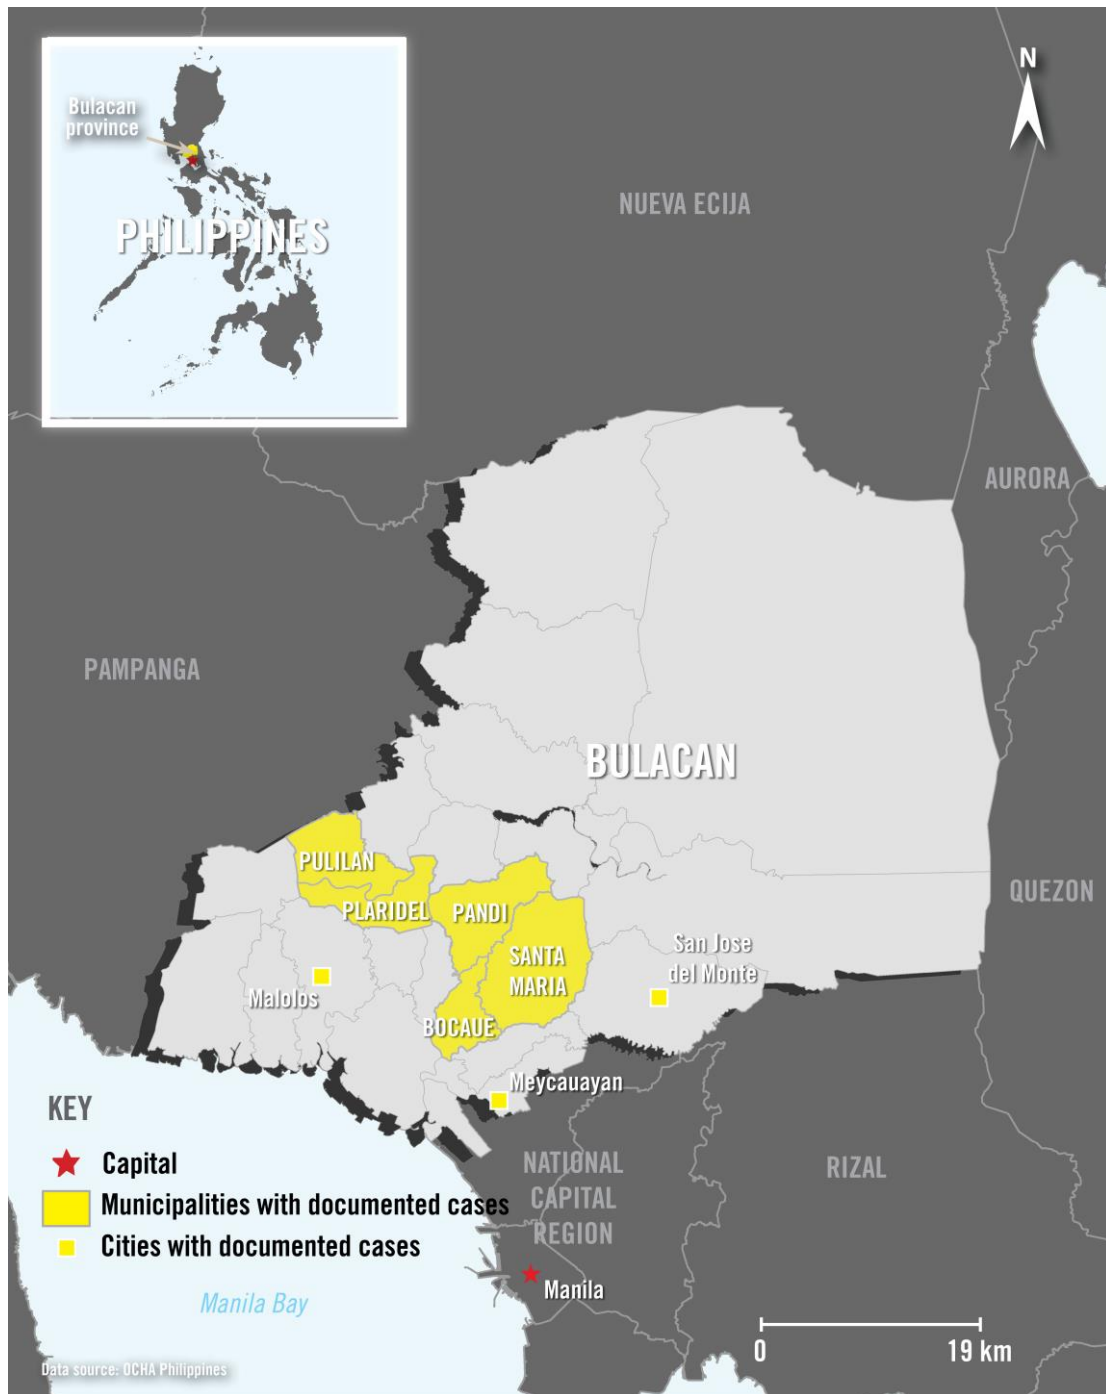 Bulacan
province
PHILIPPINES
N
NUEVA ECIJA
AURORA
PAMPANGA
BULACAN
PULILAN
PLARIDEL
PANDI
QUEZON
SANTA
MARIA
San Jose
del Monte
Malolos
BOCAUE
Meycauayan
KEY
Capital
Municipalities with documented cases
Cities with documented cases
NATIONAL
CAPITAL
REGION
RIZAL
Manila
Manila Bay
0 19 km
Data source: OCHA Philippines